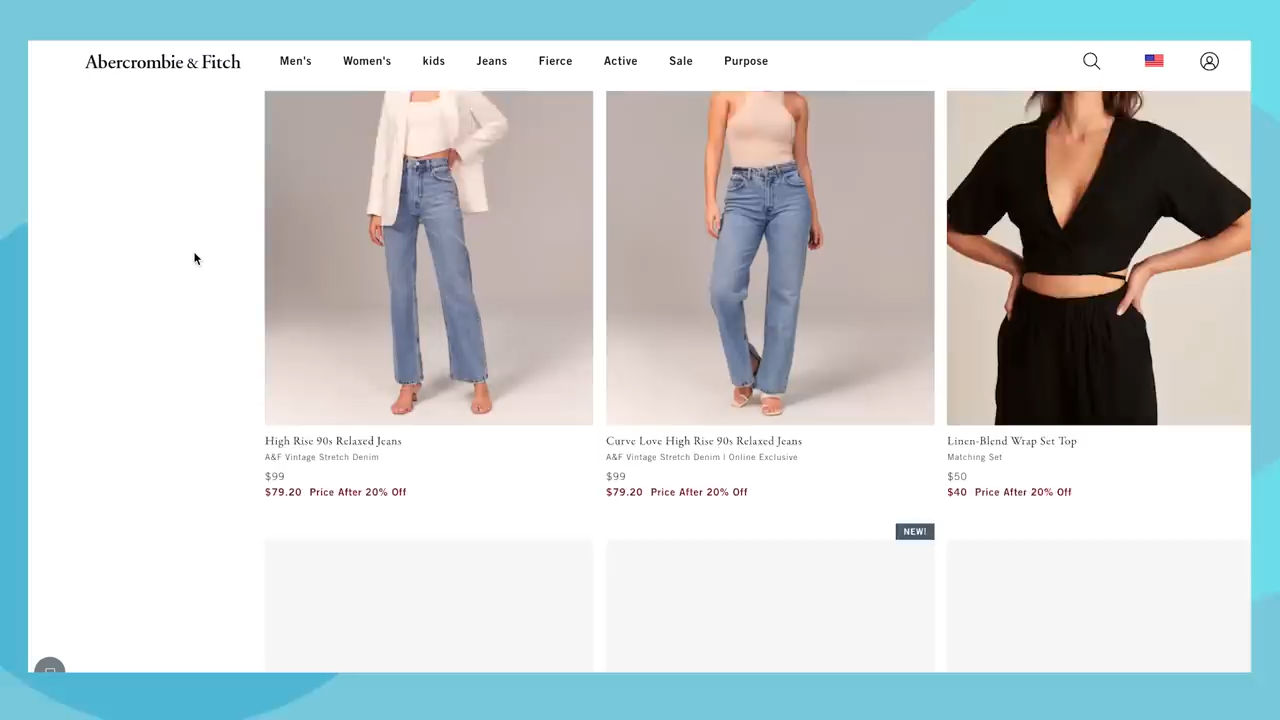 Abercrombie & Fitch Men's Women's kids Jeans Fierce Active Sale Purpose
High Rise 90s Relaxed Jeans
A&F Vintage Stretch Denim
$99
$79.20 Price After 20% Off
Curve Love High Rise 90s Relaxed Jeans
A&F Vintage Stretch Denim | Online Exclusive
$99
$79.20 Price After 20% Off
Linen-Blend Wrap Set Top
Matching Set
$50
$40 Price After 20% Off
NEW!